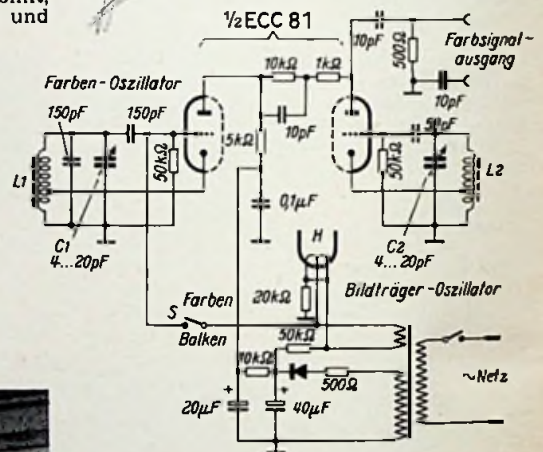 und
½ECC 81
10pF
500Ω
Farbsignal-
ausgang
10pF
Farben-Oszillator
10kΩ
1kΩ
150pF
150pF
10pF
5kΩ
50kΩ
50kΩ
L1
L2
0,1µF
C1
4...20pF
C2
4...20pF
H
20kΩ
Bildträger-Oszillator
S
Farben
Balken
50kΩ
10kΩ
500Ω
~Netz
+
+
20µF
40µF